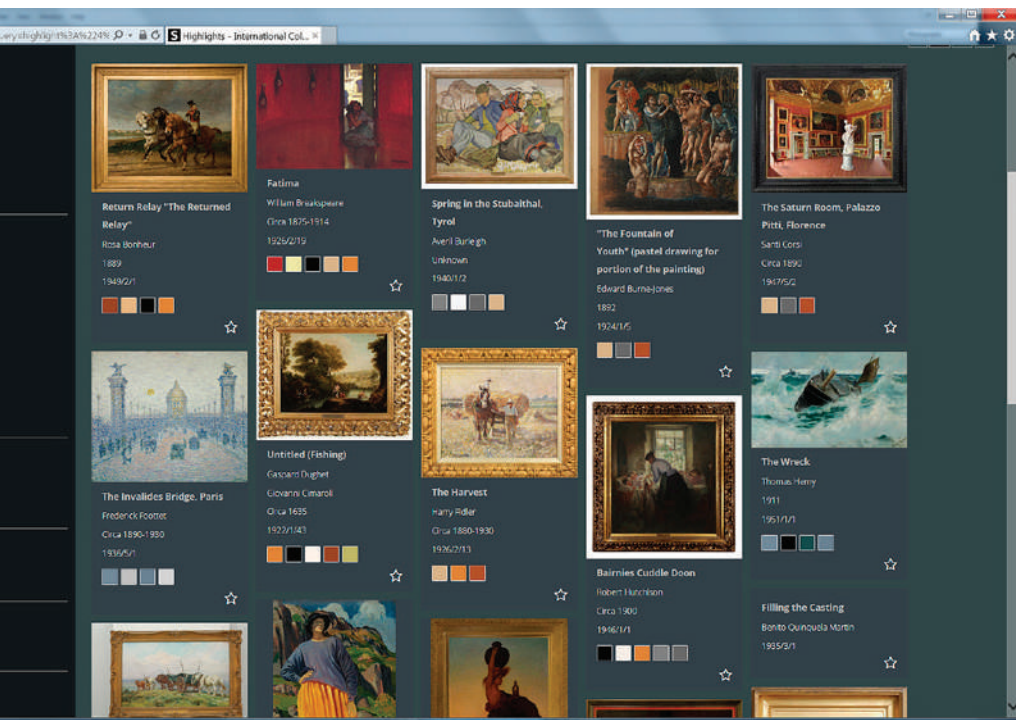 Highlights - International Col...
Return Relay "The Returned
Relay"
Rosa Bonheur
1889
1949/2/1
Fatima
William Breakspeare
Circa 1875-1914
1926/2/19
Spring in the Stubaithal,
Tyrol
Averil Burleigh
Unknown
1940/1/2
"The Fountain of
Youth" (pastel drawing for
portion of the painting)
Edward Burne-Jones
1892
1924/1/5
The Saturn Room, Palazzo
Pitti, Florence
Santi Corsi
Circa 1890
1947/5/2
The Invalides Bridge, Paris
Frederick Foottet
Circa 1890-1930
1936/5/1
Untitled (Fishing)
Gaspard Dughet
Giovanni Cimaroli
Circa 1635
1922/1/43
The Harvest
Harry Fidler
Circa 1880-1930
1926/2/13
Bairnies Cuddle Doon
Robert Hutchison
Circa 1900
1946/1/1
The Wreck
Thomas Hemy
1911
1951/1/1
Filling the Casting
Benito Quinquela Martin
1935/3/1